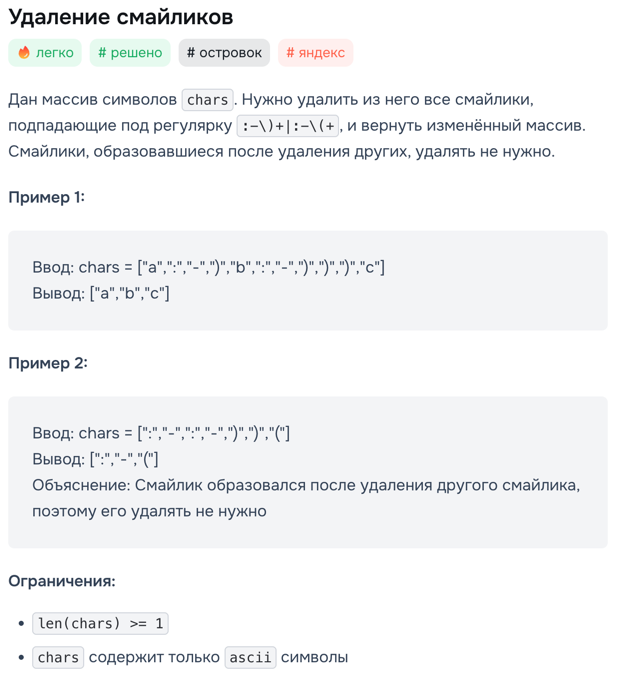 Удаление смайликов
🔥 легко # решено # островок # яндекс
Дан массив символов chars. Нужно удалить из него все смайлики,
подпадающие под регулярку :-\)+|:-\(+, и вернуть изменённый массив.
Смайлики, образовавшиеся после удаления других, удалять не нужно.
Пример 1:
Ввод: chars = ["a",":","-",")","b",":","-",")",")",")","c"]
Вывод: ["a","b","c"]
Пример 2:
Ввод: chars = [":","-",":","-",")",")","("]
Вывод: [":","-","("]
Объяснение: Смайлик образовался после удаления другого смайлика,
поэтому его удалять не нужно
Ограничения:
• len(chars) >= 1
• chars содержит только ascii символы